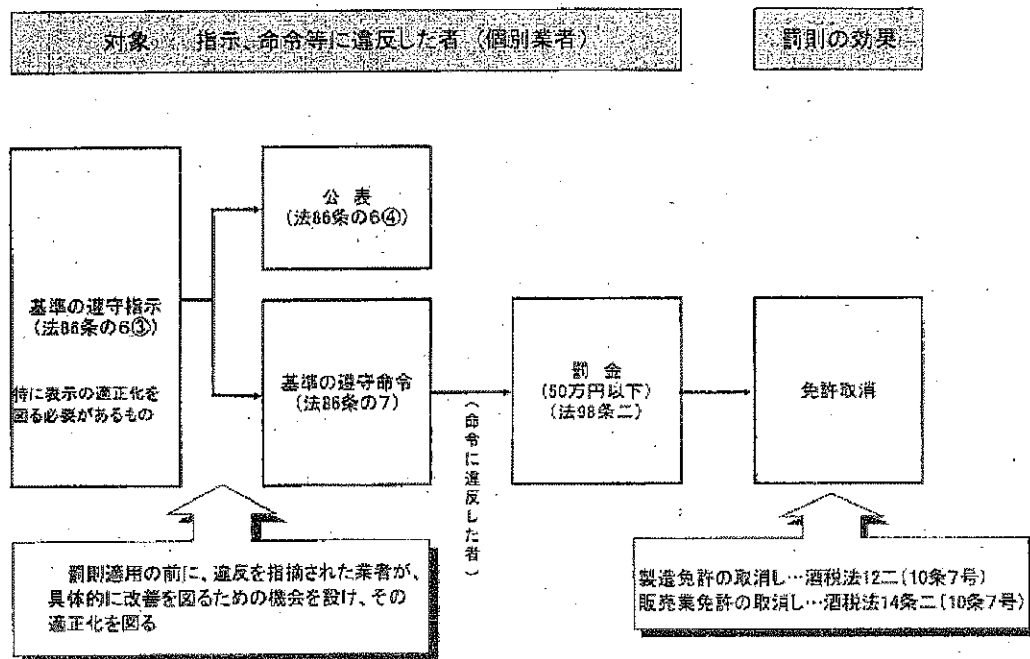 対象 … 指示、命令等に違反した者（個別業者）
罰則の効果
公 表
（法86条の6④）
基準の遵守指示
（法86条の6③）
特に表示の適正化を
図る必要があるもの
基準の遵守命令
（法86条の7）
（命令に違反した者）
罰 金
（50万円以下）
（法98条二）
免許取消
罰則適用の前に、違反を指摘された業者が、
具体的に改善を図るための機会を設け、その
適正化を図る
製造免許の取消し…酒税法12二（10条7号）
販売業免許の取消し…酒税法14条二（10条7号）